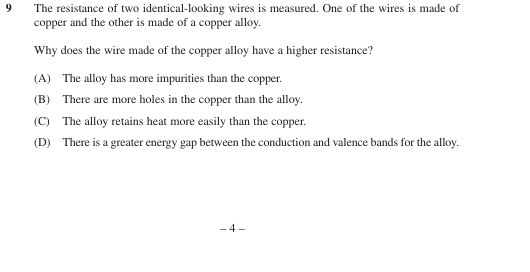 9 The resistance of two identical-looking wires is measured. One of the wires is made of
copper and the other is made of a copper alloy.
Why does the wire made of the copper alloy have a higher resistance?
(A) The alloy has more impurities than the copper.
(B) There are more holes in the copper than the alloy.
(C) The alloy retains heat more easily than the copper.
(D) There is a greater energy gap between the conduction and valence bands for the alloy.
– 4 –